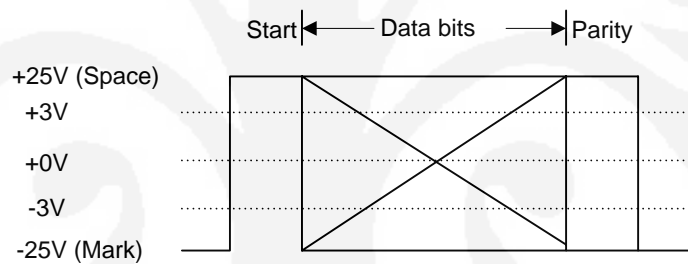 Start Data bits Parity
+25V (Space)
+3V
+0V
-3V
-25V (Mark)